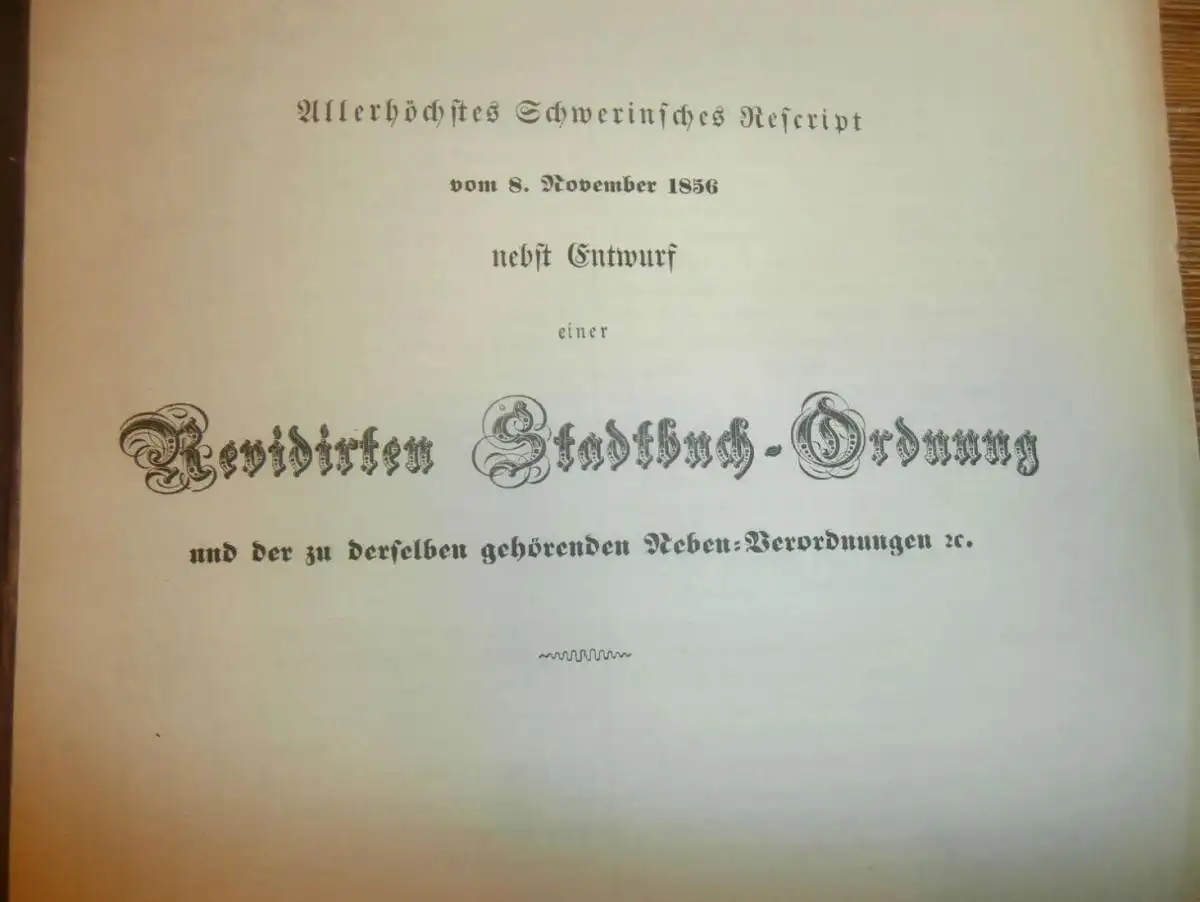 Allerhöchstes Schwerinsches Rescript
vom 8. November 1856
nebst Entwurf
einer
Revidirten Stadtbuch-Ordnung
und der zu derselben gehörenden Neben-Verordnungen ꝛc.